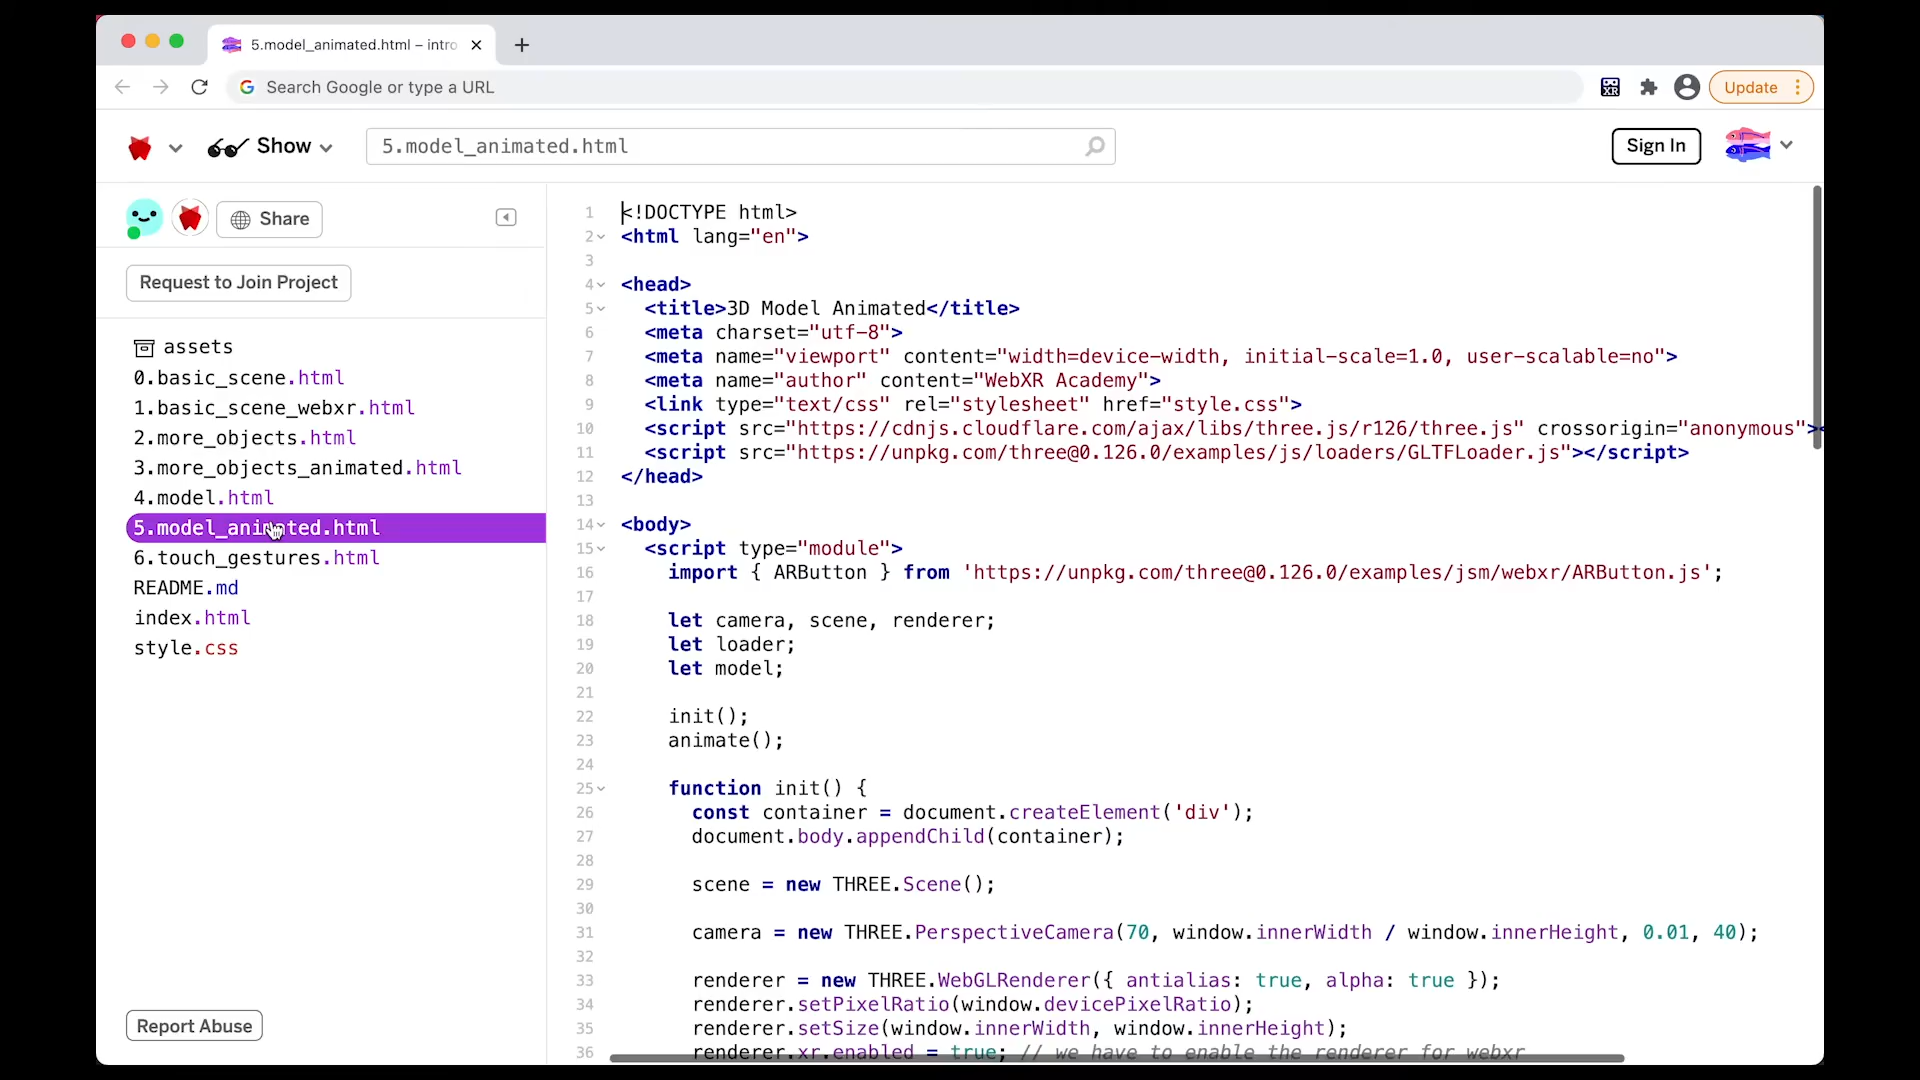 5.model_animated.html – intro
Search Google or type a URL
Update
Show
5.model_animated.html
Sign In
Share
Request to Join Project
assets
0.basic_scene.html
1.basic_scene_webxr.html
2.more_objects.html
3.more_objects_animated.html
4.model.html
5.model_animated.html
6.touch_gestures.html
README.md
index.html
style.css
Report Abuse
1 <!DOCTYPE html>
2 <html lang="en">
3
4 <head>
5 <title>3D Model Animated</title>
6 <meta charset="utf-8">
7 <meta name="viewport" content="width=device-width, initial-scale=1.0, user-scalable=no">
8 <meta name="author" content="WebXR Academy">
9 <link type="text/css" rel="stylesheet" href="style.css">
10 <script src="https://cdnjs.cloudflare.com/ajax/libs/three.js/r126/three.js" crossorigin="anonymous"><
11 <script src="https://unpkg.com/three@0.126.0/examples/js/loaders/GLTFLoader.js"></script>
12 </head>
13
14 <body>
15 <script type="module">
16 import { ARButton } from 'https://unpkg.com/three@0.126.0/examples/jsm/webxr/ARButton.js';
17
18 let camera, scene, renderer;
19 let loader;
20 let model;
21
22 init();
23 animate();
24
25 function init() {
26 const container = document.createElement('div');
27 document.body.appendChild(container);
28
29 scene = new THREE.Scene();
30
31 camera = new THREE.PerspectiveCamera(70, window.innerWidth / window.innerHeight, 0.01, 40);
32
33 renderer = new THREE.WebGLRenderer({ antialias: true, alpha: true });
34 renderer.setPixelRatio(window.devicePixelRatio);
35 renderer.setSize(window.innerWidth, window.innerHeight);
36 renderer.xr.enabled = true; // we have to enable the renderer for webxr